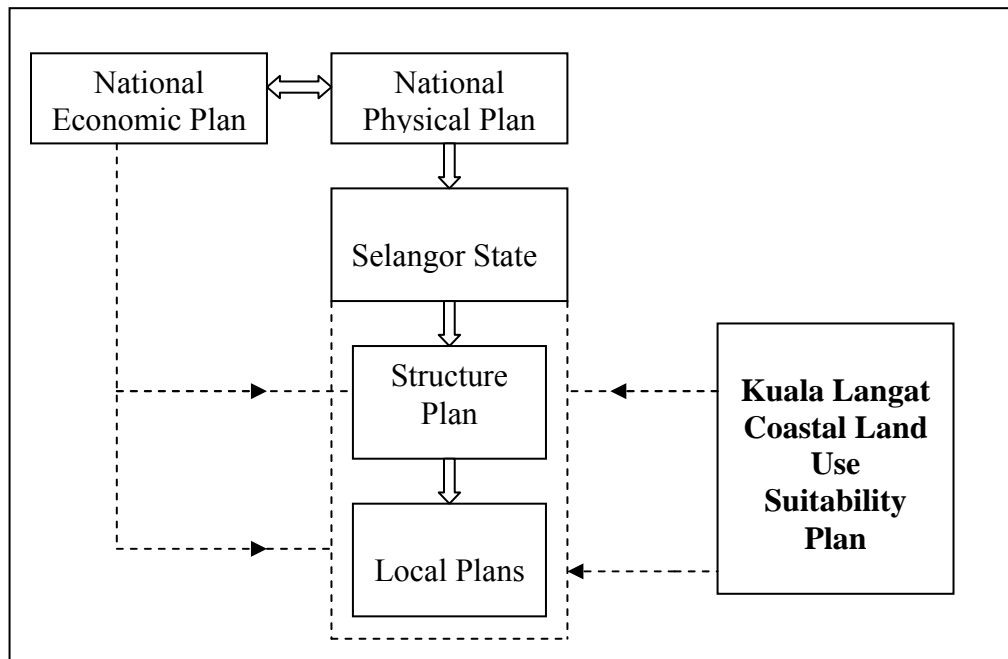 National
Economic Plan
National
Physical Plan
Selangor State
Structure
Plan
Local Plans
Kuala Langat
Coastal Land
Use
Suitability
Plan